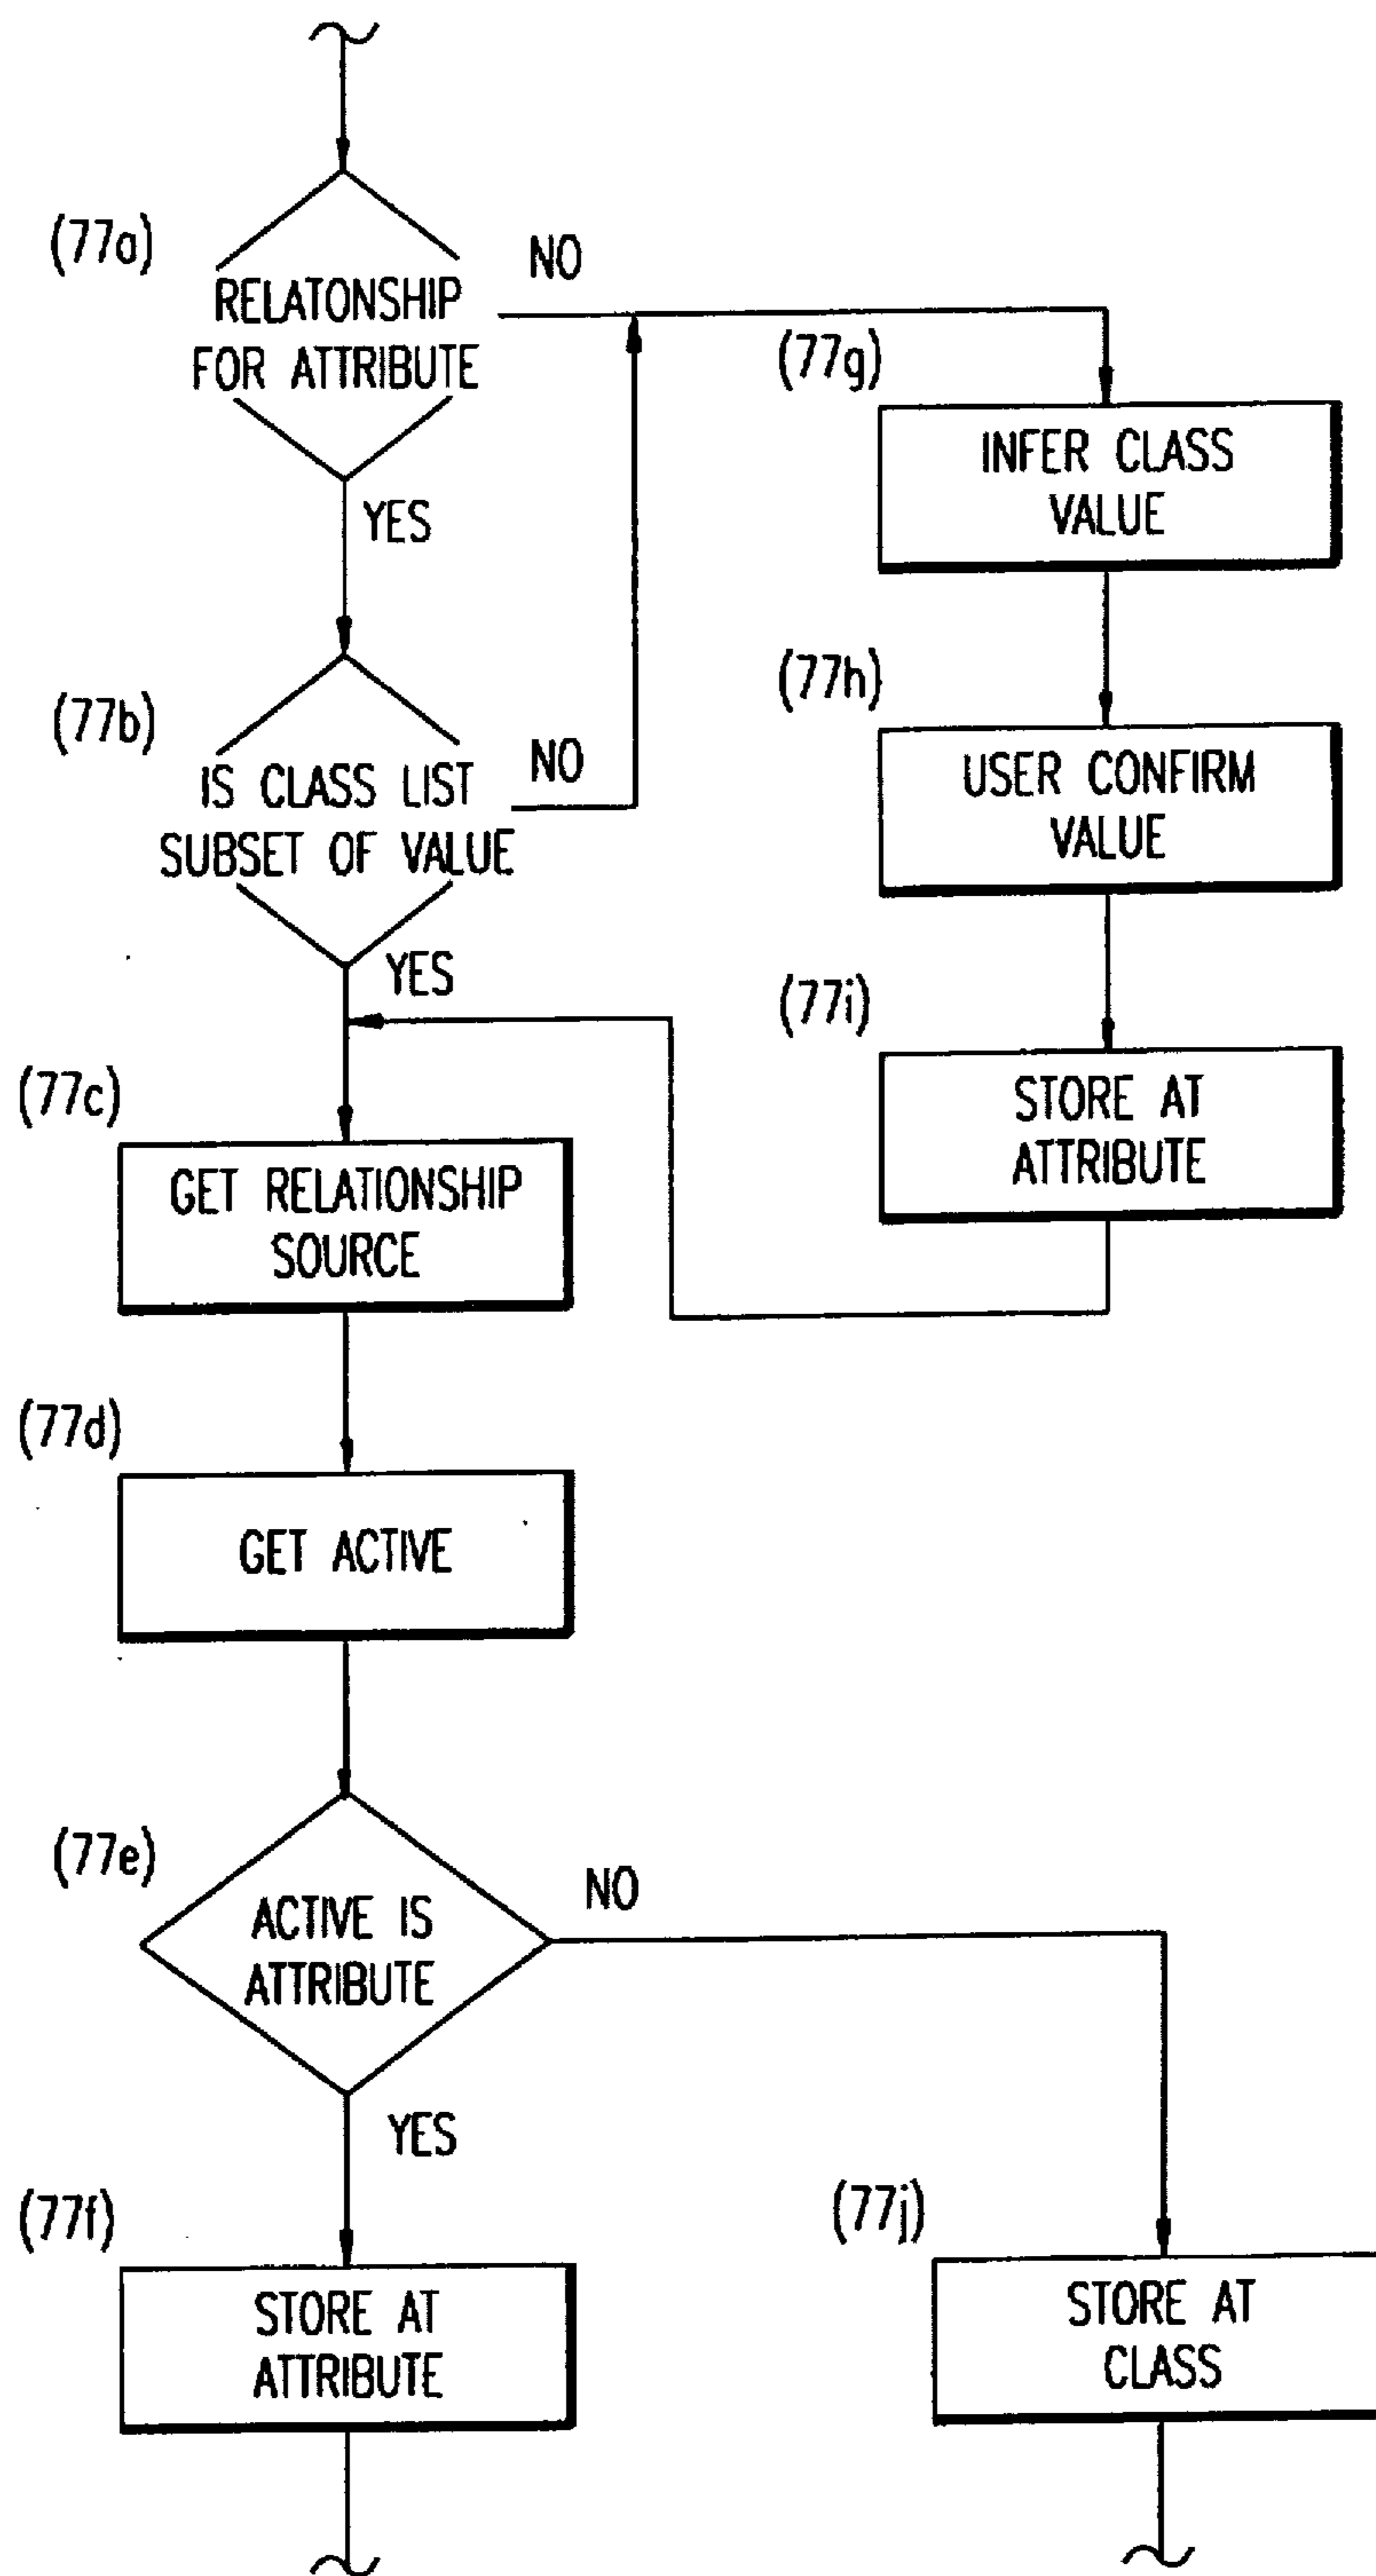 (77a)
RELATONSHIP
FOR ATTRIBUTE
NO
YES
(77g)
INFER CLASS
VALUE
(77b)
IS CLASS LIST
SUBSET OF VALUE
NO
YES
(77h)
USER CONFIRM
VALUE
(77i)
STORE AT
ATTRIBUTE
(77c)
GET RELATIONSHIP
SOURCE
(77d)
GET ACTIVE
(77e)
ACTIVE IS
ATTRIBUTE
NO
YES
(77f)
STORE AT
ATTRIBUTE
(77j)
STORE AT
CLASS